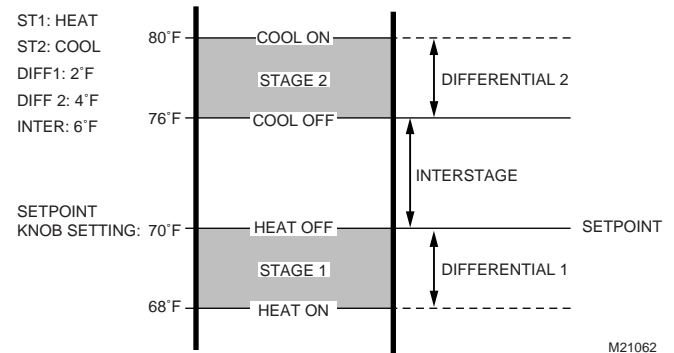 ST1: HEAT
ST2: COOL
DIFF1: 2˚F
DIFF 2: 4˚F
INTER: 6˚F
80˚F
COOL ON
STAGE 2
DIFFERENTIAL 2
76˚F
COOL OFF
INTERSTAGE
SETPOINT
KNOB SETTING: 70˚F
HEAT OFF
SETPOINT
STAGE 1
DIFFERENTIAL 1
68˚F
HEAT ON
M21062